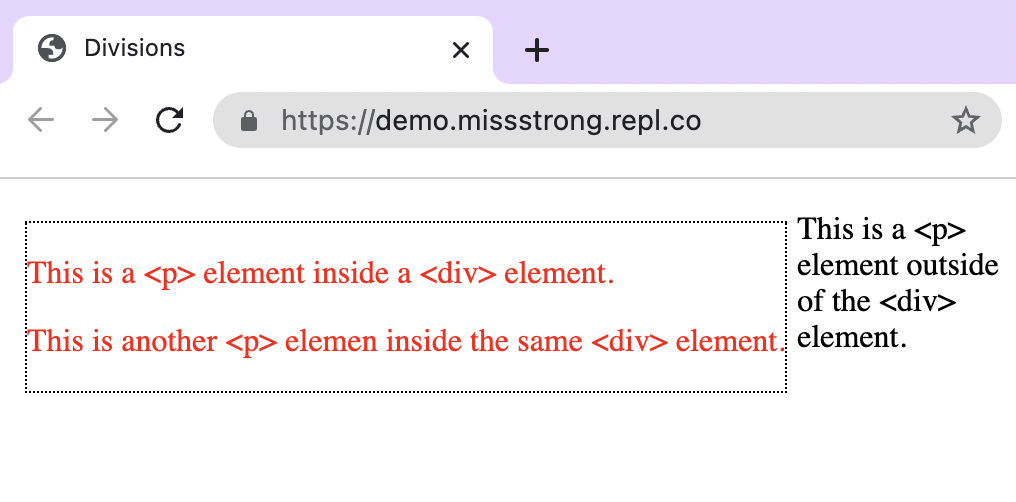 Divisions
https://demo.missstrong.repl.co
This is a <p> element inside a <div> element.
This is another <p> elemen inside the same <div> element.
This is a <p>
element outside
of the <div>
element.